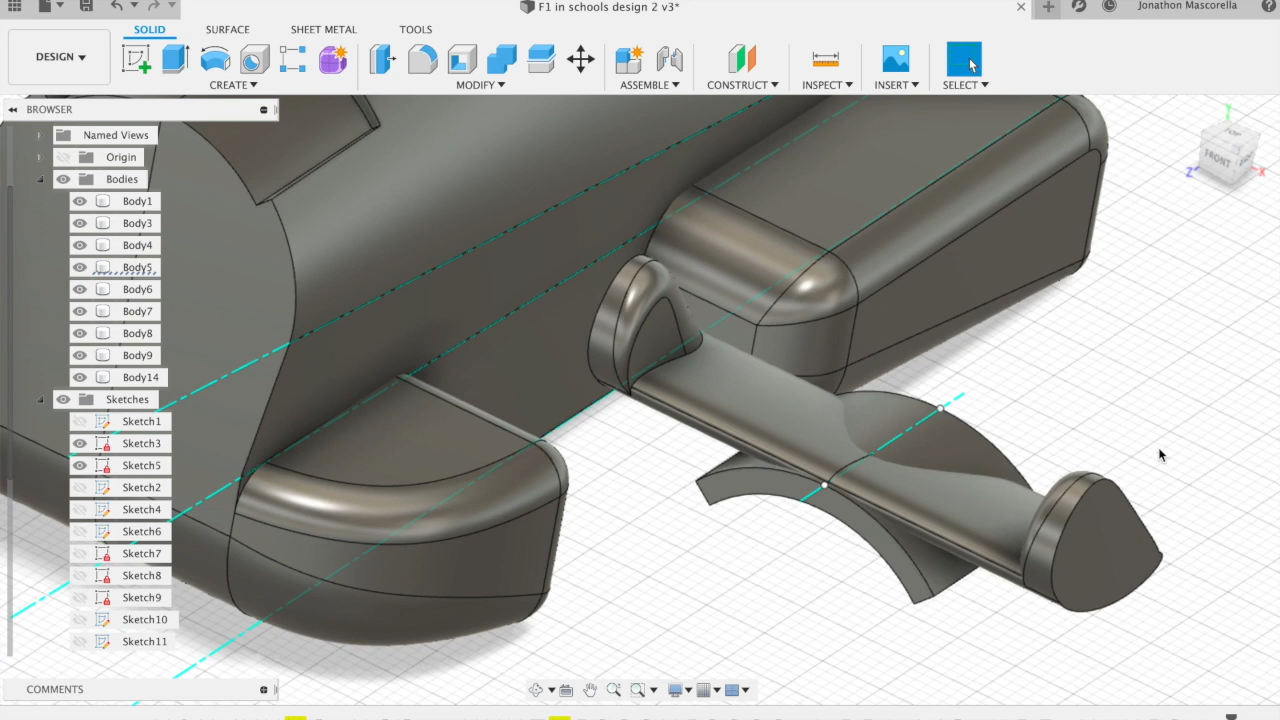 F1 in schools design 2 v3*
Jonathon Mascorella
SOLID SURFACE SHEET METAL TOOLS
DESIGN
CREATE MODIFY ASSEMBLE CONSTRUCT INSPECT INSERT SELECT
BROWSER
Named Views
Origin
Bodies
Body1
Body3
Body4
Body5
Body6
Body7
Body8
Body9
Body14
Sketches
Sketch1
Sketch3
Sketch5
Sketch2
Sketch4
Sketch6
Sketch7
Sketch8
Sketch9
Sketch10
Sketch11
COMMENTS
Y
TOP
FRONT
Z
X